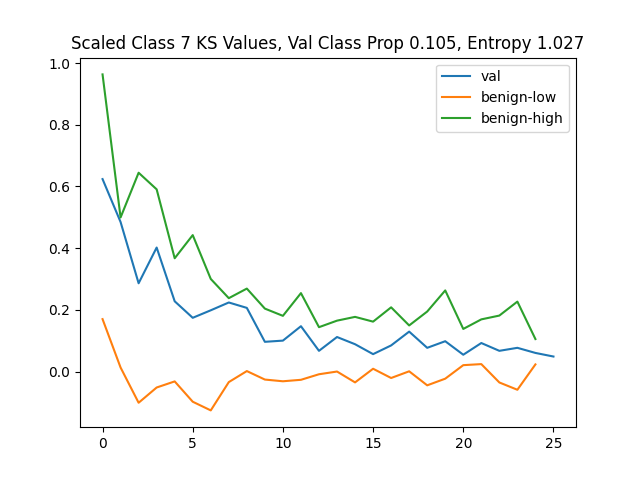 Scaled Class 7 KS Values, Val Class Prop 0.105, Entropy 1.027
val
benign-low
benign-high
1.0
0.8
0.6
0.4
0.2
0.0
0 5 10 15 20 25